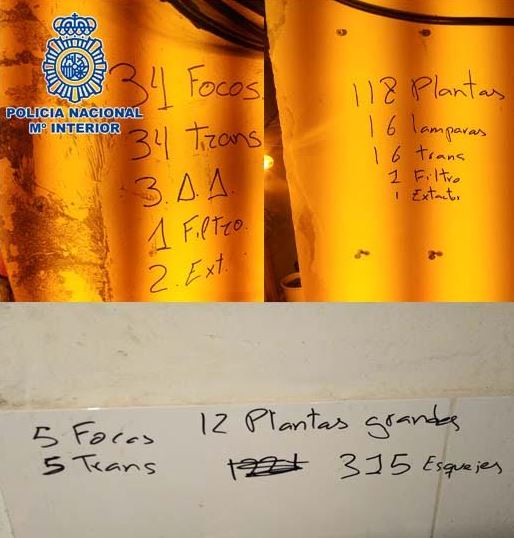 POLICIA NACIONAL
Mº INTERIOR
34 Focos
34 trans
3. Δ. Δ.
1 Filtro.
2. Ext.
118 Plantas
16 lamparas
16 trans
1 Filtro
1 Extactor
5 Focos
5 Trans
12 Plantas grandes
315 Esquejes